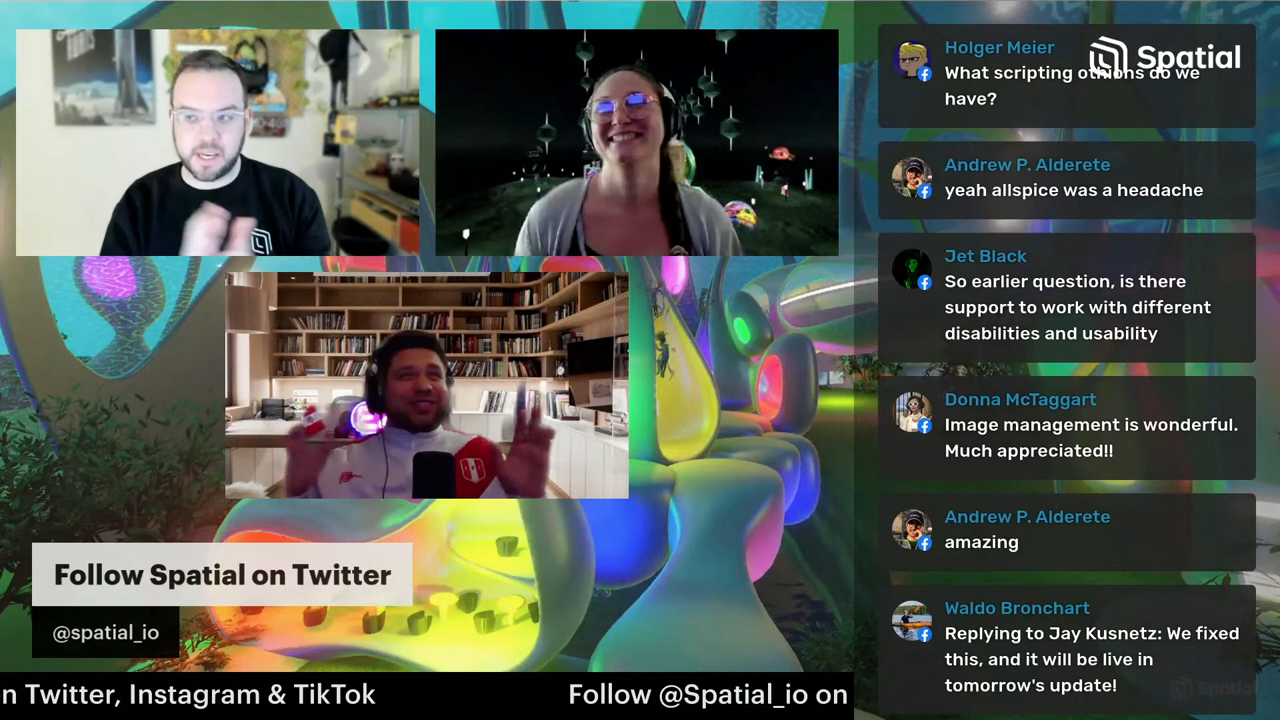 Holger Meier
Spatial
What scripting othions do we
have?
Andrew P. Alderete
yeah allspice was a headache
Jet Black
So earlier question, is there
support to work with different
disabilities and usability
Donna McTaggart
Image management is wonderful.
Much appreciated!!
Andrew P. Alderete
amazing
Waldo Bronchart
Replying to Jay Kusnetz: We fixed
this, and it will be live in
tomorrow's update!
Spatial
Follow Spatial on Twitter
@spatial_io
n Twitter, Instagram & TikTok
Follow @Spatial_io on